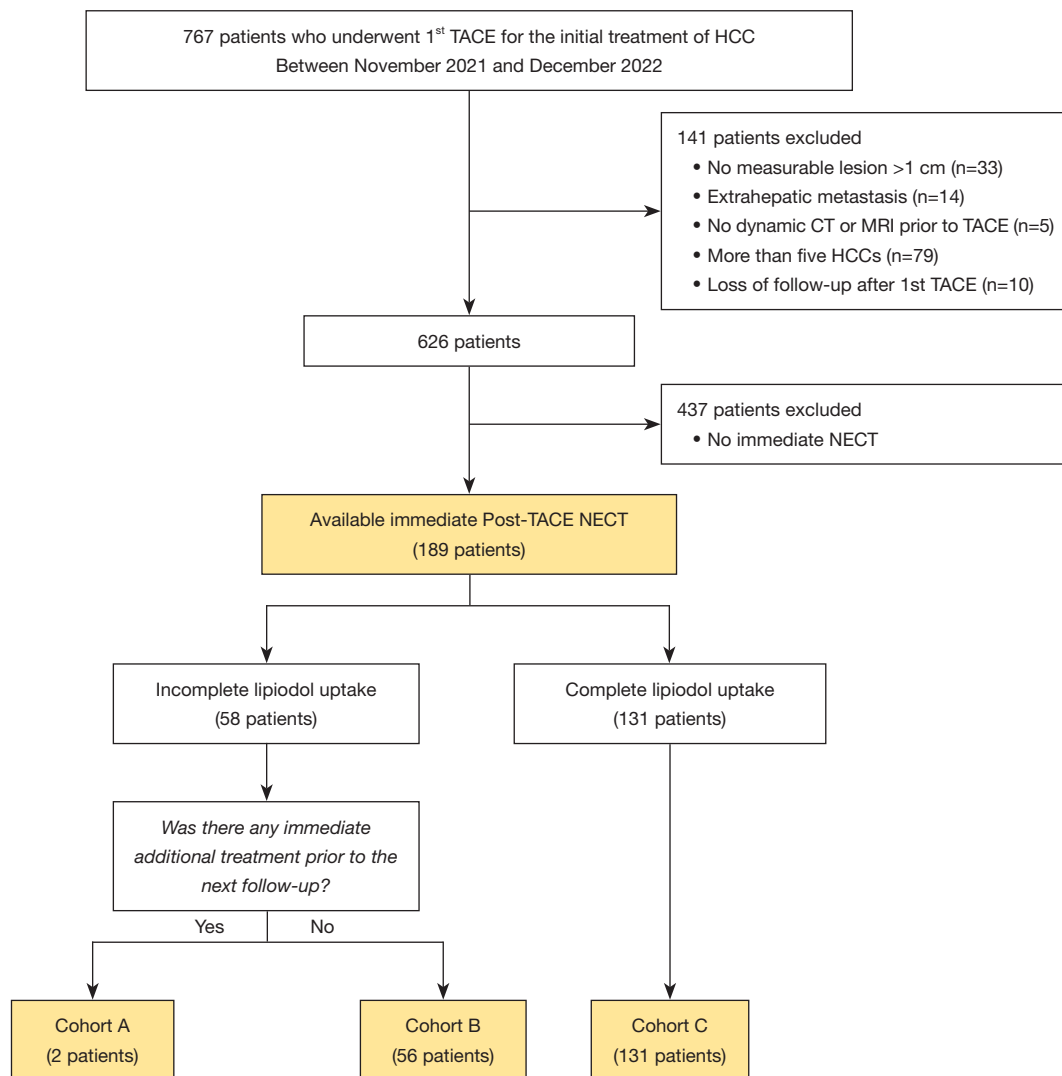 767 patients who underwent 1st TACE for the initial treatment of HCC
Between November 2021 and December 2022
141 patients excluded
• No measurable lesion >1 cm (n=33)
• Extrahepatic metastasis (n=14)
• No dynamic CT or MRI prior to TACE (n=5)
• More than five HCCs (n=79)
• Loss of follow-up after 1st TACE (n=10)
626 patients
437 patients excluded
• No immediate NECT
Available immediate Post-TACE NECT
(189 patients)
Incomplete lipiodol uptake
(58 patients)
Complete lipiodol uptake
(131 patients)
Was there any immediate
additional treatment prior to the
next follow-up?
Yes No
Cohort A
(2 patients)
Cohort B
(56 patients)
Cohort C
(131 patients)